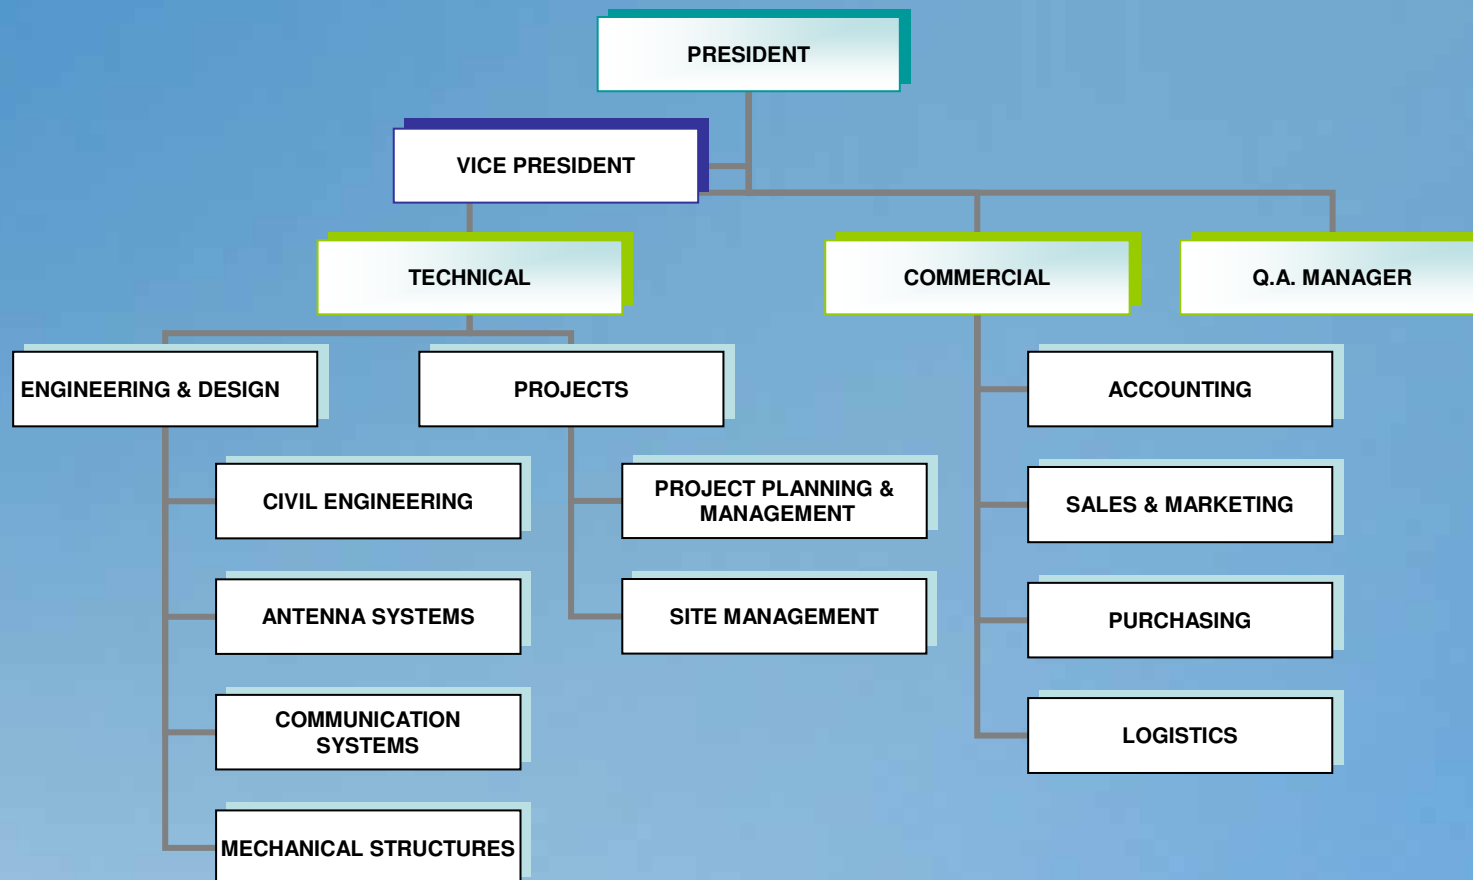 PRESIDENT
VICE PRESIDENT
TECHNICAL
COMMERCIAL
Q.A. MANAGER
ENGINEERING & DESIGN
PROJECTS
ACCOUNTING
CIVIL ENGINEERING
PROJECT PLANNING &
MANAGEMENT
SALES & MARKETING
ANTENNA SYSTEMS
SITE MANAGEMENT
PURCHASING
COMMUNICATION
SYSTEMS
LOGISTICS
MECHANICAL STRUCTURES